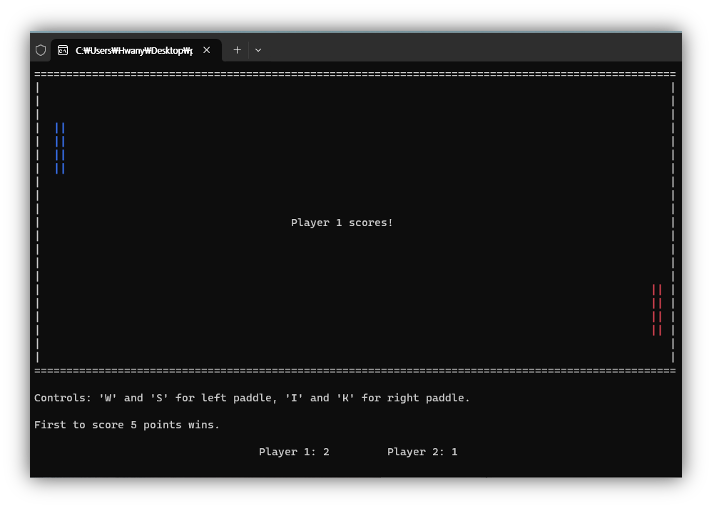 C:₩Users₩Hwany₩Desktop₩
Player 1 scores!
Controls: 'W' and 'S' for left paddle, 'I' and 'K' for right paddle.
First to score 5 points wins.
Player 1: 2 Player 2: 1